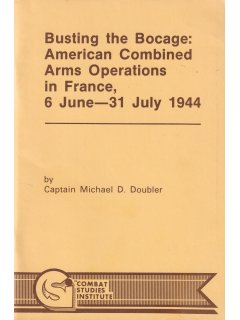 Busting the Bocage:
American Combined
Arms Operations
in France,
6 June—31 July 1944
by
Captain Michael D. Doubler
COMBAT
STUDIES
INSTITUTE